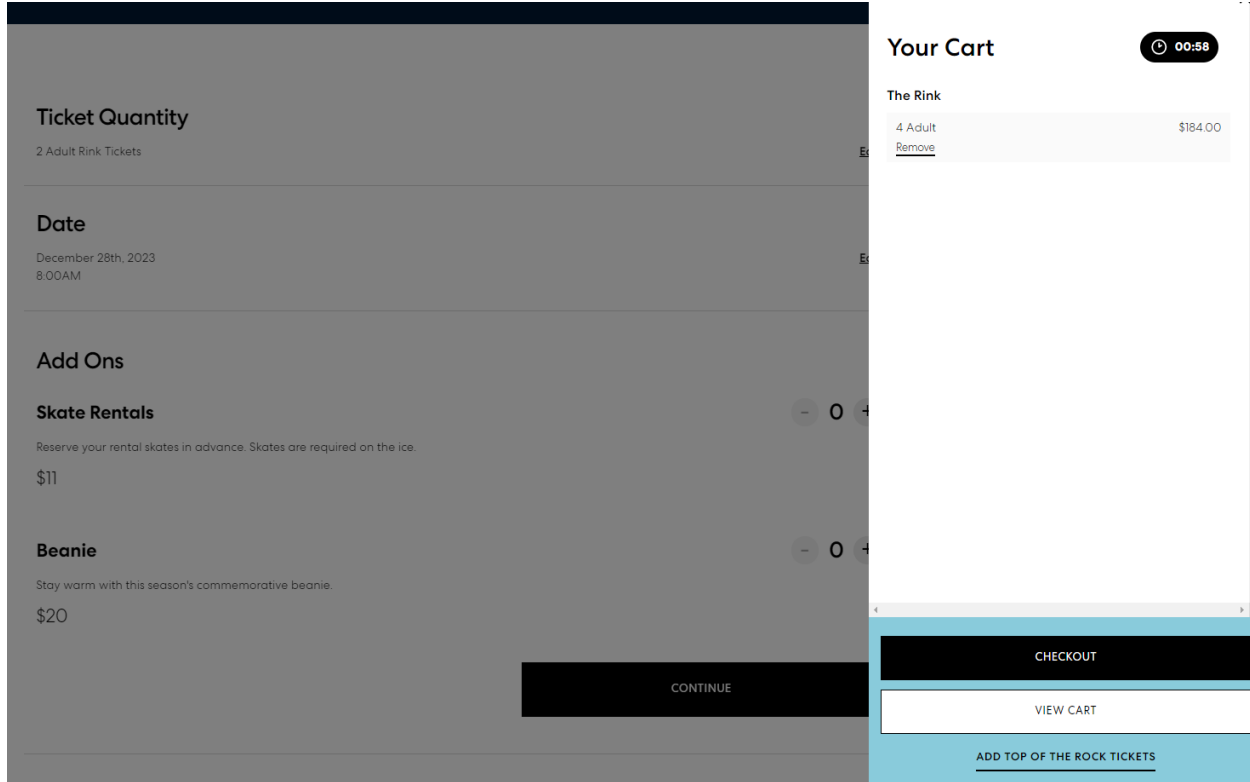 Ticket Quantity
2 Adult Rink Tickets
Date
December 28th, 2023
8:00AM
Add Ons
Skate Rentals
- 0 +
Reserve your rental skates in advance. Skates are required on the ice.
$11
Beanie
- 0 +
Stay warm with this season's commemorative beanie.
$20
CONTINUE
Your Cart
00:58
The Rink
4 Adult $184.00
Remove
CHECKOUT
VIEW CART
ADD TOP OF THE ROCK TICKETS